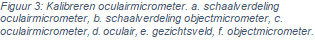 Figuur 3: Kalibreren oculairmicrometer. a. schaalverdeling
oculairmicrometer, b. schaalverdeling objectmicrometer, c.
oculairmicrometer, d. oculair, e. gezichtsveld, f. objectmicrometer.